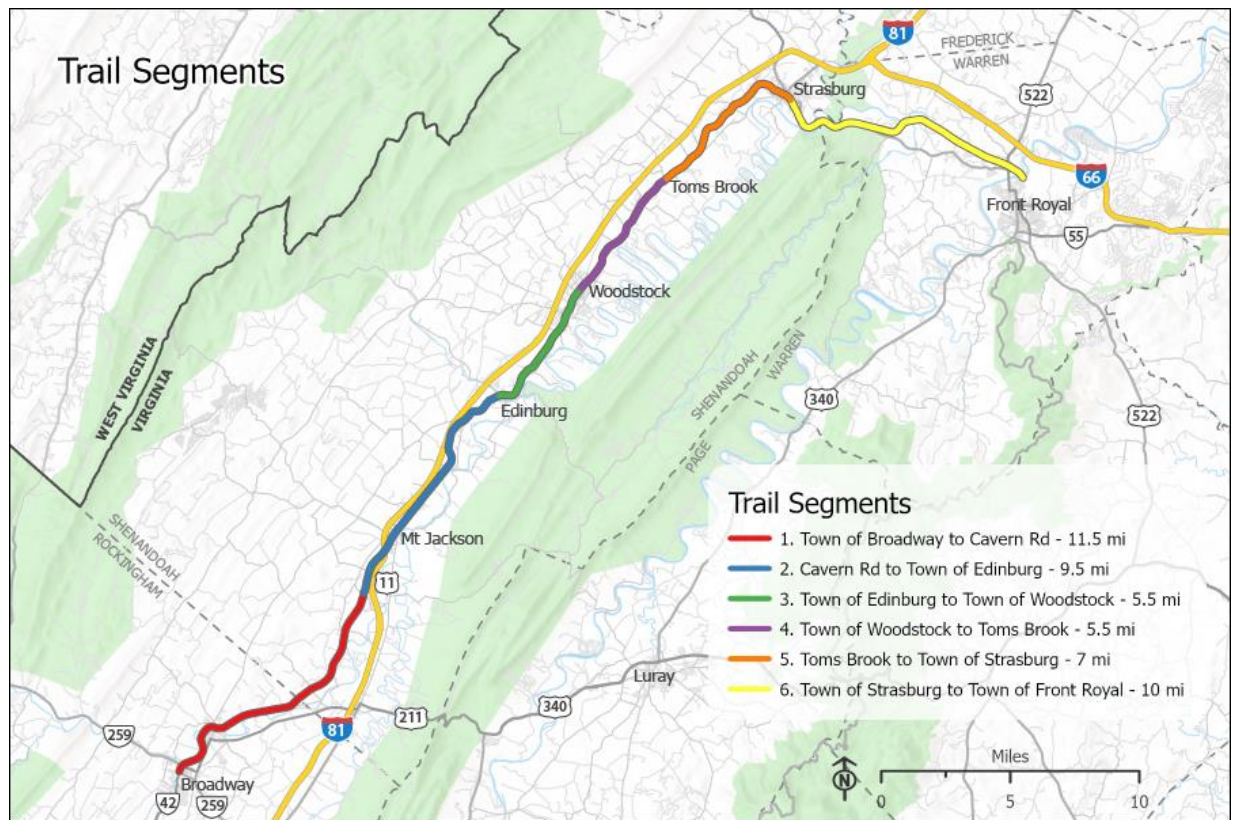 Trail Segments
81
FREDERICK
WARREN
Strasburg
522
Toms Brook
66
Front Royal
55
Woodstock
WEST VIRGINIA
VIRGINIA
SHENANDOAH
WARREN
340
Edinburg
522
PAGE
SHENANDOAH
ROCKINGHAM
Mt Jackson
11
Luray
340
211
81
259
Broadway
42
259
Trail Segments
1. Town of Broadway to Cavern Rd - 11.5 mi
2. Cavern Rd to Town of Edinburg - 9.5 mi
3. Town of Edinburg to Town of Woodstock - 5.5 mi
4. Town of Woodstock to Toms Brook - 5.5 mi
5. Toms Brook to Town of Strasburg - 7 mi
6. Town of Strasburg to Town of Front Royal - 10 mi
Miles
N
0 5 10